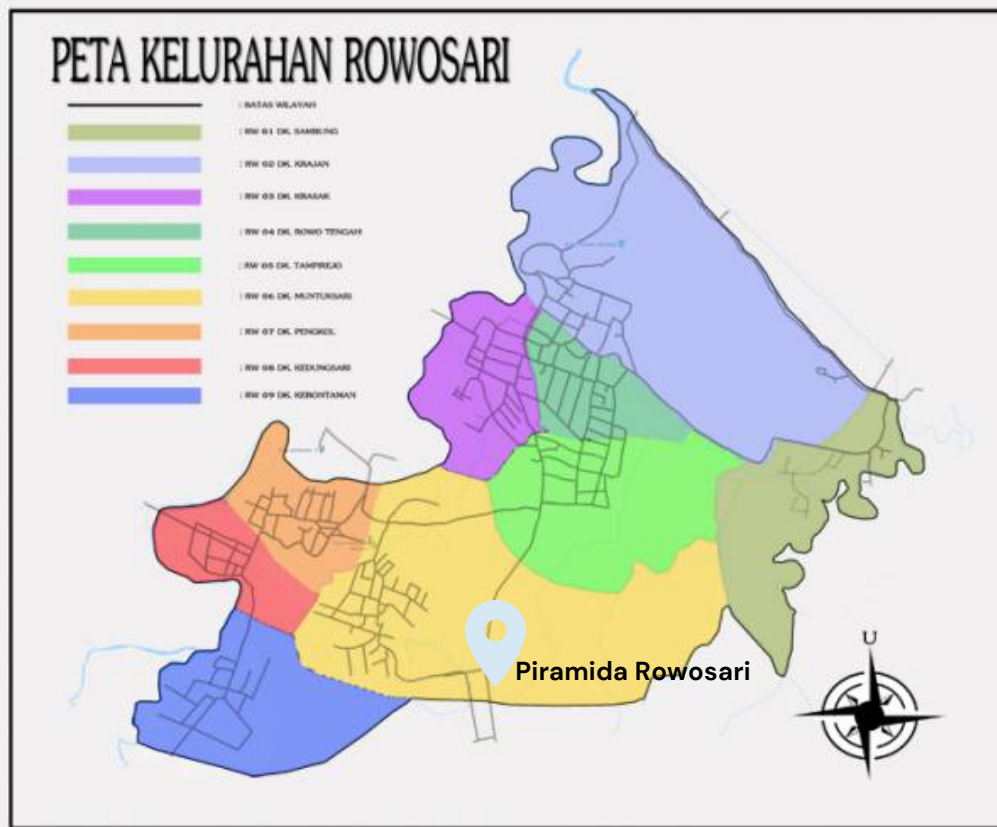 PETA KELURAHAN ROWOSARI
: BATAS WILAYAH
: RW 01 DK. SAMBUNG
: RW 02 DK. KRAJAN
: RW 03 DK. KRASAK
: RW 04 DK. ROWO TENGAH
: RW 05 DK. TAMPIREJO
: RW 06 DK. MUNTUKSARI
: RW 07 DK. PENGKOL
: RW 08 DK. KEDUNGSARI
: RW 09 DK. KEBONTAMAN
Piramida Rowosari
U